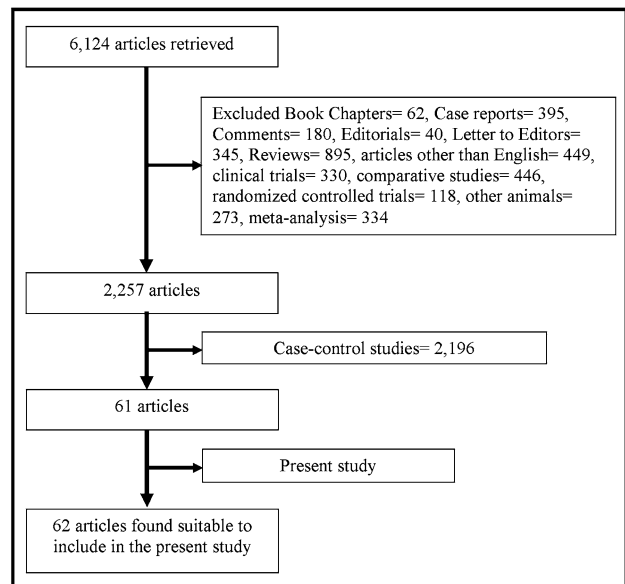 6,124 articles retrieved
Excluded Book Chapters= 62, Case reports= 395,
Comments= 180, Editorials= 40, Letter to Editors=
345, Reviews= 895, articles other than English= 449,
clinical trials= 330, comparative studies= 446,
randomized controlled trials= 118, other animals=
273, meta-analysis= 334
2,257 articles
Case-control studies= 2,196
61 articles
Present study
62 articles found suitable to
include in the present study